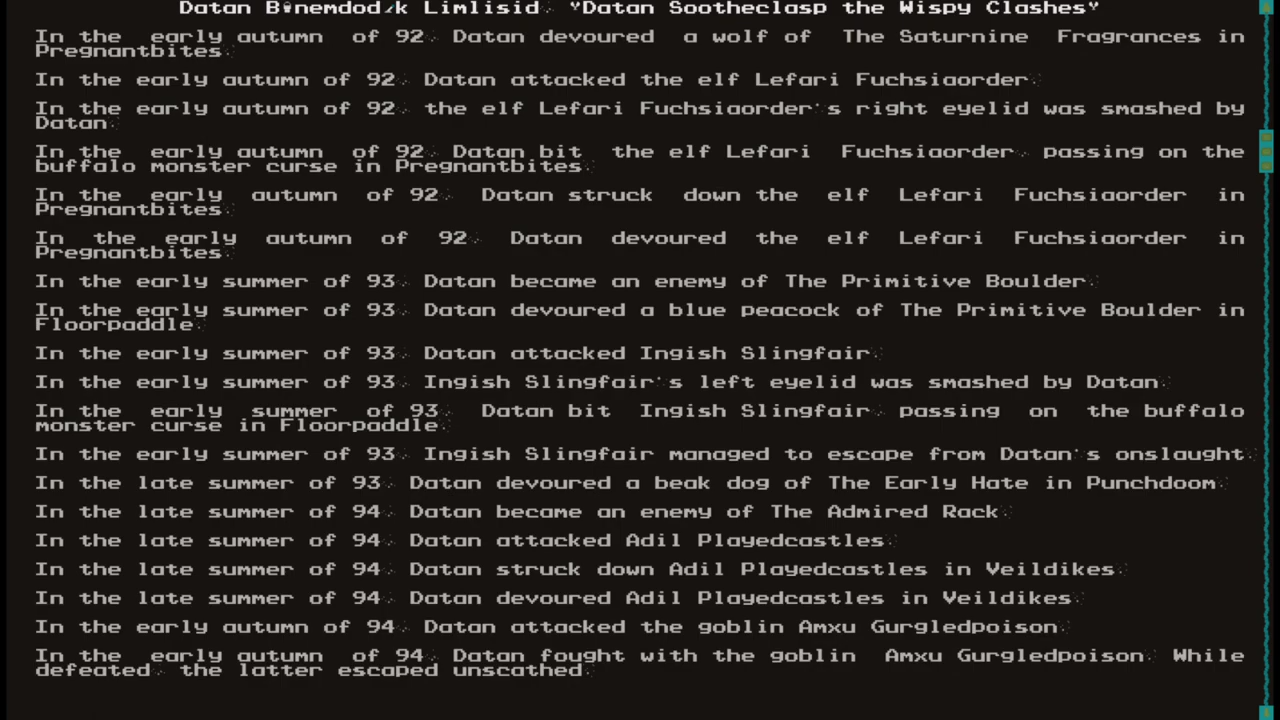 Datan Limlisid, "Datan Sootheclasp the Wispy Clashes"
In the early autumn of 92, Datan devoured a wolf of The Saturnine Fragrances in
Pregnantbites.
In the early autumn of 92, Datan attacked the elf Lefari Fuchsiaorder.
In the early autumn of 92, the elf Lefari Fuchsiaorder's right eyelid was smashed by
Datan.
In the early autumn of 92, Datan bit the elf Lefari Fuchsiaorder, passing on the
buffalo monster curse in Pregnantbites.
In the early autumn of 92, Datan struck down the elf Lefari Fuchsiaorder in
Pregnantbites.
In the early autumn of 92, Datan devoured the elf Lefari Fuchsiaorder in
Pregnantbites.
In the early summer of 93, Datan became an enemy of The Primitive Boulder.
In the early summer of 93, Datan devoured a blue peacock of The Primitive Boulder in
Floorpaddle.
In the early summer of 93, Datan attacked Ingish Slingfair.
In the early summer of 93, Ingish Slingfair's left eyelid was smashed by Datan.
In the early summer of 93, Datan bit Ingish Slingfair, passing on the buffalo
monster curse in Floorpaddle.
In the early summer of 93, Ingish Slingfair managed to escape from Datan's onslaught.
In the late summer of 93, Datan devoured a beak dog of The Early Hate in Punchdoom.
In the late summer of 94, Datan became an enemy of The Admired Rack.
In the late summer of 94, Datan attacked Adil Playedcastles.
In the late summer of 94, Datan struck down Adil Playedcastles in Veildikes.
In the late summer of 94, Datan devoured Adil Playedcastles in Veildikes.
In the early autumn of 94, Datan attacked the goblin Amxu Gurgledpoison.
In the early autumn of 94, Datan fought with the goblin Amxu Gurgledpoison. While
defeated, the latter escaped unscathed.